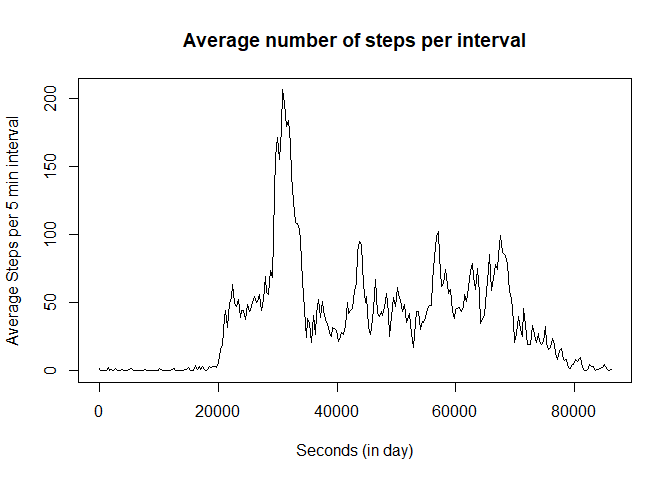 Average number of steps per interval
Average Steps per 5 min interval
200
150
100
50
0
0 20000 40000 60000 80000
Seconds (in day)